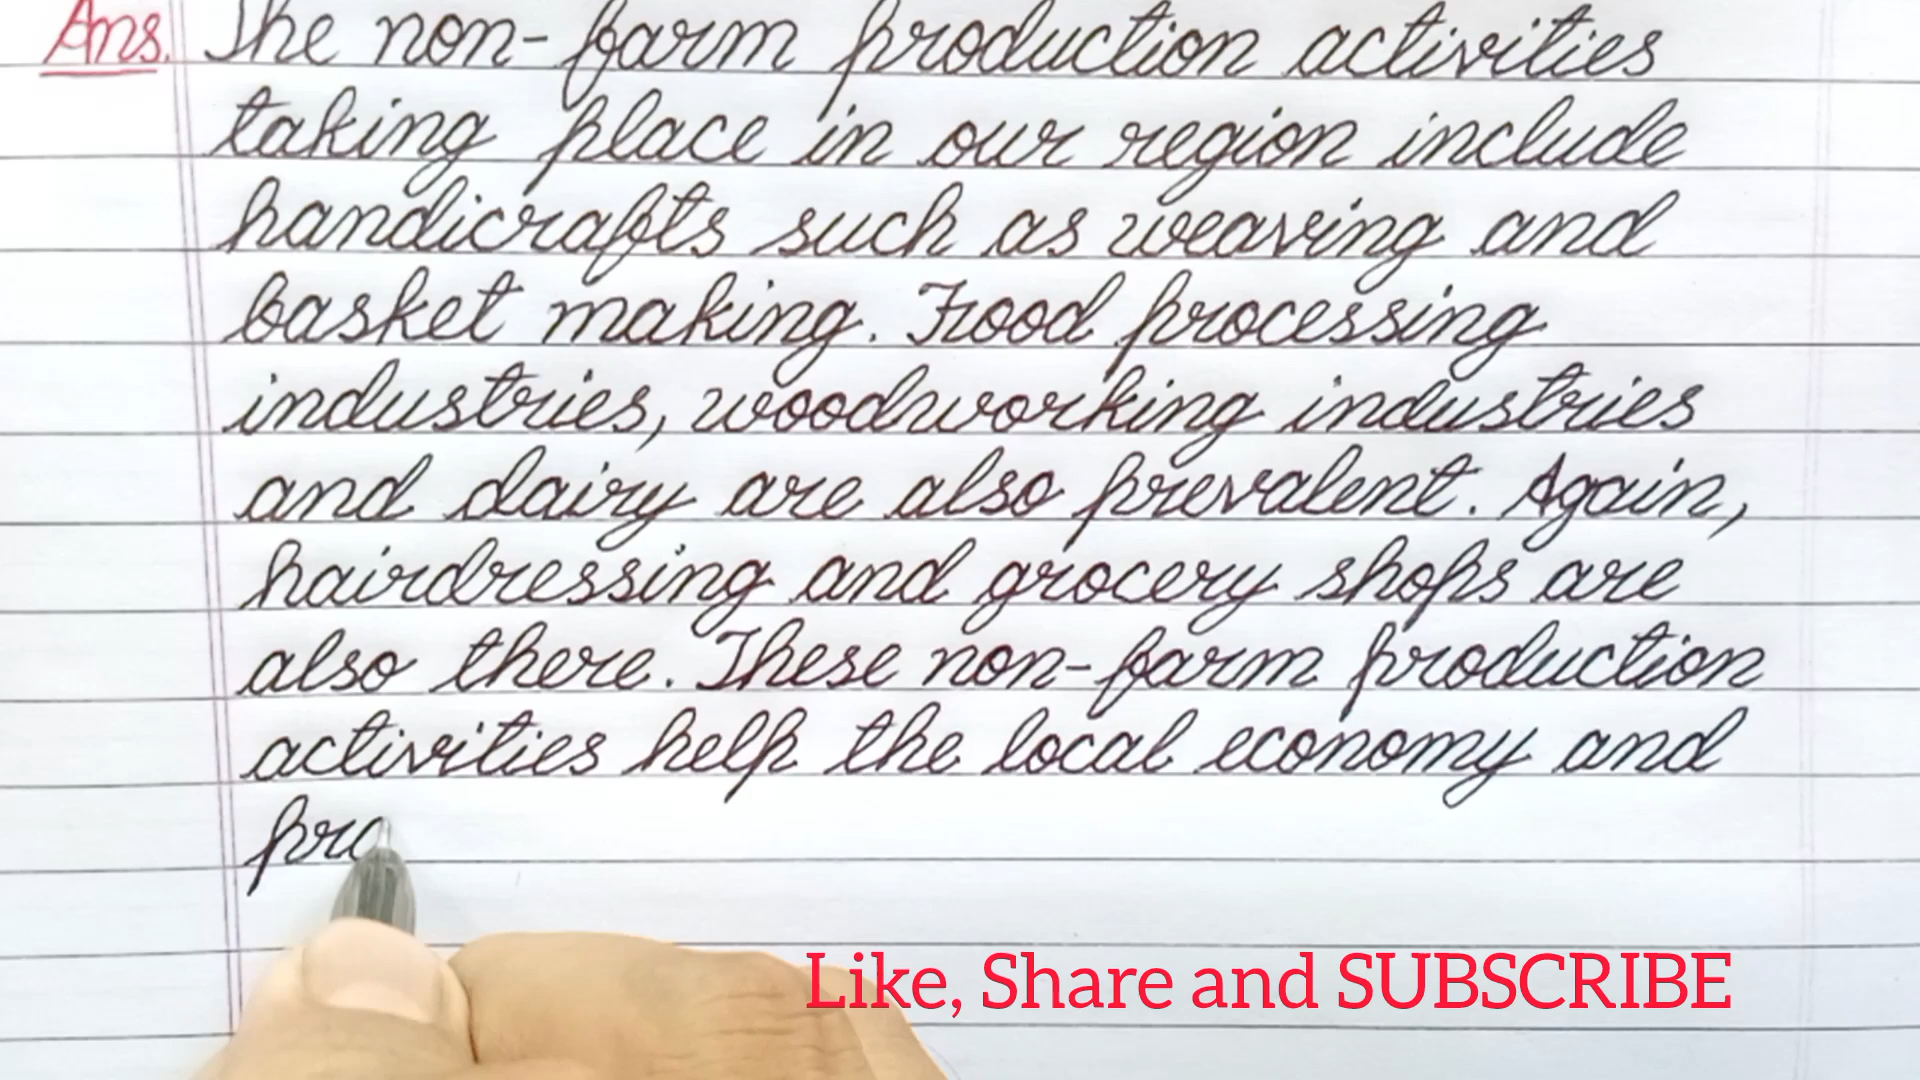 Ans. The non-farm production activities
taking place in our region include
handicrafts such as weaving and
basket making. Food processing
industries, woodworking industries
and dairy are also prevalent. Again,
hairdressing and grocery shops are
also there. These non-farm production
activities help the local economy and
pro
Like, Share and SUBSCRIBE